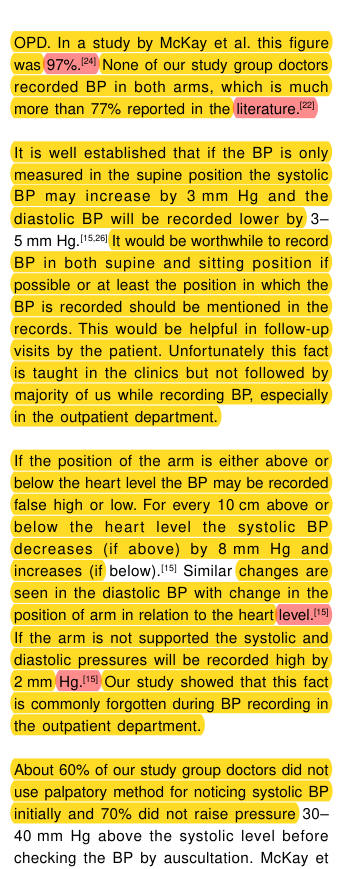 OPD. In a study by McKay et al. this figure
was 97%.[24] None of our study group doctors
recorded BP in both arms, which is much
more than 77% reported in the literature.[22]
It is well established that if the BP is only
measured in the supine position the systolic
BP may increase by 3 mm Hg and the
diastolic BP will be recorded lower by 3–
5 mm Hg.[15,26] It would be worthwhile to record
BP in both supine and sitting position if
possible or at least the position in which the
BP is recorded should be mentioned in the
records. This would be helpful in follow-up
visits by the patient. Unfortunately this fact
is taught in the clinics but not followed by
majority of us while recording BP, especially
in the outpatient department.
If the position of the arm is either above or
below the heart level the BP may be recorded
false high or low. For every 10 cm above or
below the heart level the systolic BP
decreases (if above) by 8 mm Hg and
increases (if below).[15] Similar changes are
seen in the diastolic BP with change in the
position of arm in relation to the heart level.[15]
If the arm is not supported the systolic and
diastolic pressures will be recorded high by
2 mm Hg.[15] Our study showed that this fact
is commonly forgotten during BP recording in
the outpatient department.
About 60% of our study group doctors did not
use palpatory method for noticing systolic BP
initially and 70% did not raise pressure 30–
40 mm Hg above the systolic level before
checking the BP by auscultation. McKay et